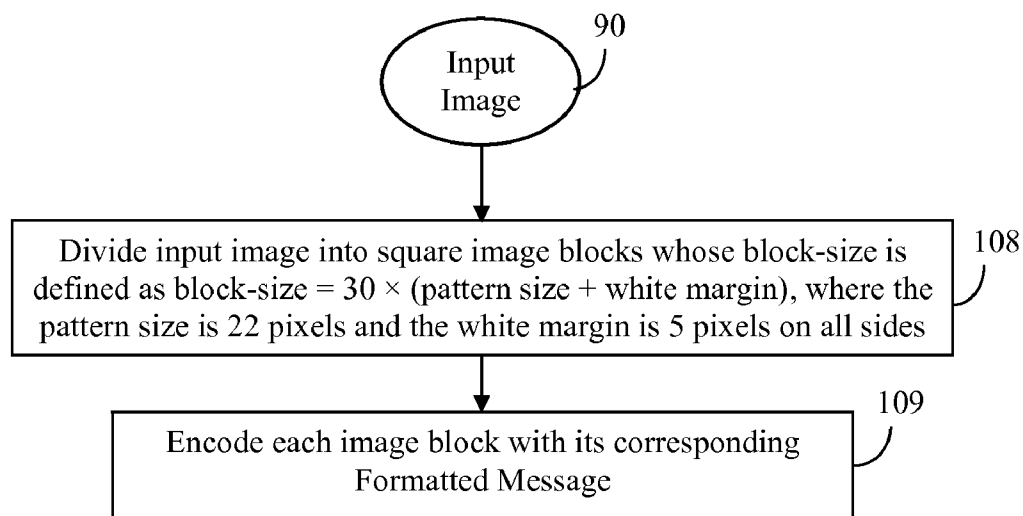 90
Input
Image
108
Divide input image into square image blocks whose block-size is
defined as block-size = 30 × (pattern size + white margin), where the
pattern size is 22 pixels and the white margin is 5 pixels on all sides
109
Encode each image block with its corresponding
Formatted Message